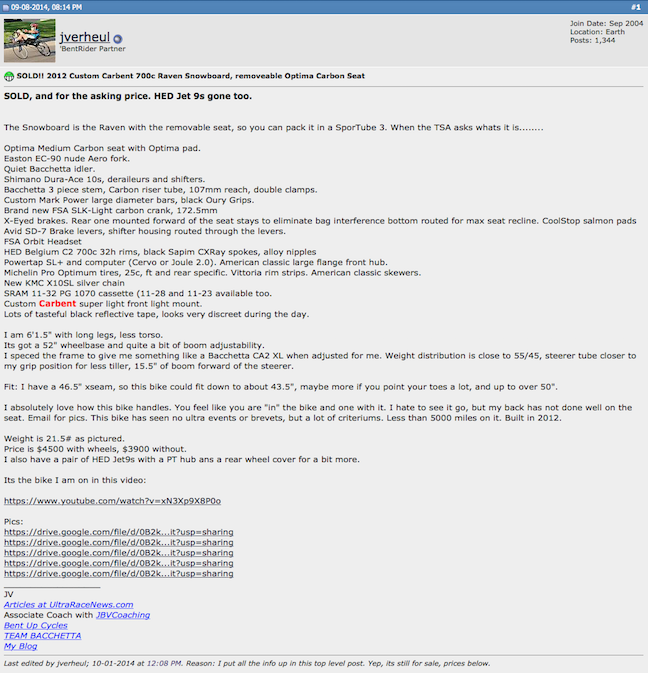 09-08-2014, 08:14 PM #1
jverheul
'BentRider Partner
Join Date: Sep 2004
Location: Earth
Posts: 1,344
SOLD!! 2012 Custom Carbent 700c Raven Snowboard, removeable Optima Carbon Seat
SOLD, and for the asking price. HED Jet 9s gone too.
The Snowboard is the Raven with the removable seat, so you can pack it in a SporTube 3. When the TSA asks whats it is........
Optima Medium Carbon seat with Optima pad.
Easton EC-90 nude Aero fork.
Quiet Bacchetta idler.
Shimano Dura-Ace 10s, deraileurs and shifters.
Bacchetta 3 piece stem, Carbon riser tube, 107mm reach, double clamps.
Custom Mark Power large diameter bars, black Oury Grips.
Brand new FSA SLK-Light carbon crank, 172.5mm
X-Eyed brakes. Rear one mounted forward of the seat stays to eliminate bag interference bottom routed for max seat recline. CoolStop salmon pads
Avid SD-7 Brake levers, shifter housing routed through the levers.
FSA Orbit Headset
HED Belgium C2 700c 32h rims, black Sapim CXRay spokes, alloy nipples
Powertap SL+ and computer (Cervo or Joule 2.0). American classic large flange front hub.
Michelin Pro Optimum tires, 25c, ft and rear specific. Vittoria rim strips. American classic skewers.
New KMC X10SL silver chain
SRAM 11-32 PG 1070 cassette (11-28 and 11-23 available too.
Custom Carbent super light front light mount.
Lots of tasteful black reflective tape, looks very discreet during the day.
I am 6'1.5" with long legs, less torso.
Its got a 52" wheelbase and quite a bit of boom adjustability.
I speced the frame to give me something like a Bacchetta CA2 XL when adjusted for me. Weight distribution is close to 55/45, steerer tube closer to
my grip position for less tiller, 15.5" of boom forward of the steerer.
Fit: I have a 46.5" xseam, so this bike could fit down to about 43.5", maybe more if you point your toes a lot, and up to over 50".
I absolutely love how this bike handles. You feel like you are "in" the bike and one with it. I hate to see it go, but my back has not done well on the
seat. Email for pics. This bike has seen no ultra events or brevets, but a lot of criteriums. Less than 5000 miles on it. Built in 2012.
Weight is 21.5# as pictured.
Price is $4500 with wheels, $3900 without.
I also have a pair of HED Jet9s with a PT hub ans a rear wheel cover for a bit more.
Its the bike I am on in this video:
https://www.youtube.com/watch?v=xN3Xp9X8P0o
Pics:
https://drive.google.com/file/d/0B2k...it?usp=sharing
https://drive.google.com/file/d/0B2k...it?usp=sharing
https://drive.google.com/file/d/0B2k...it?usp=sharing
https://drive.google.com/file/d/0B2k...it?usp=sharing
https://drive.google.com/file/d/0B2k...it?usp=sharing
JV
Articles at UltraRaceNews.com
Associate Coach with JBVCoaching
Bent Up Cycles
TEAM BACCHETTA
My Blog
Last edited by jverheul; 10-01-2014 at 12:08 PM. Reason: I put all the info up in this top level post. Yep, its still for sale, prices below.